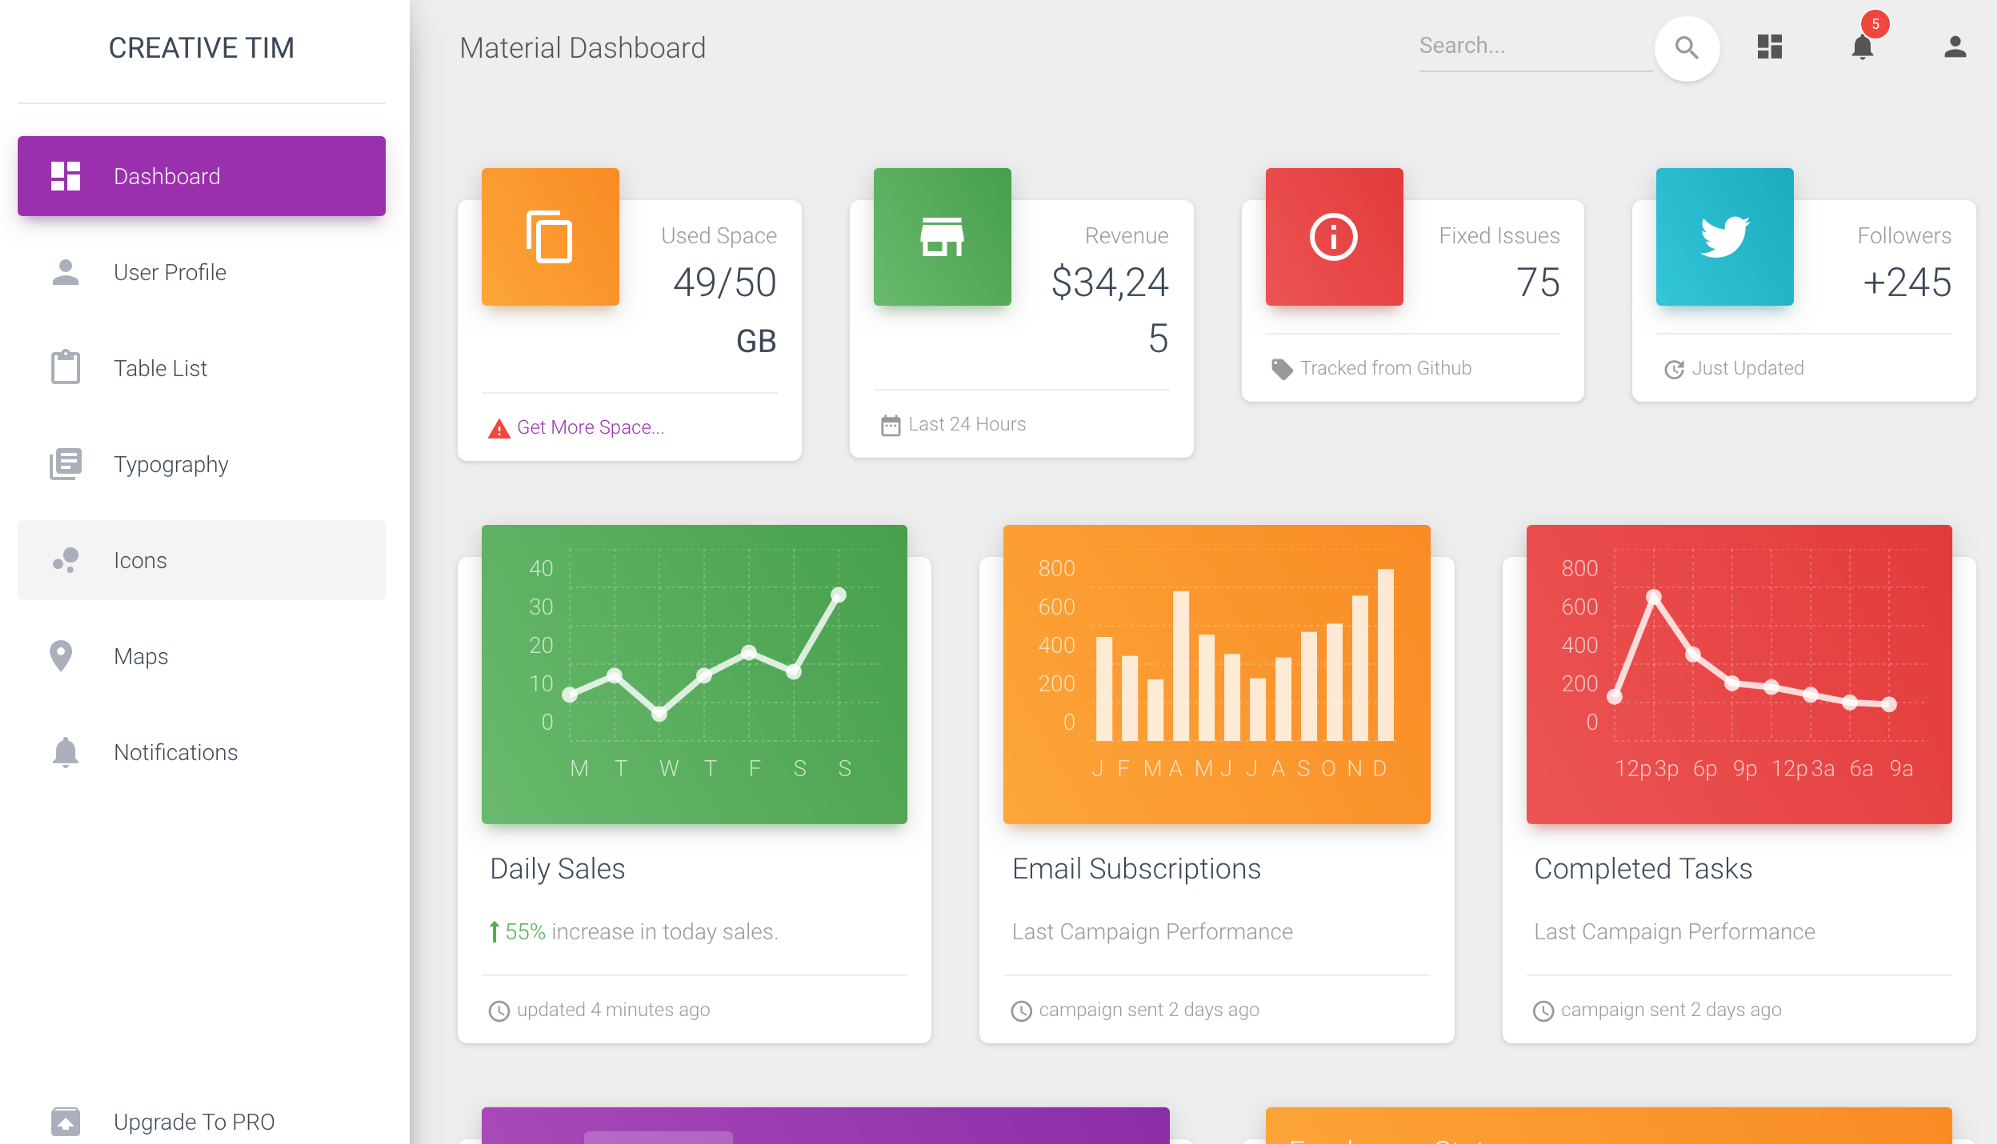 CREATIVE TIM
Dashboard
User Profile
Table List
Typography
Icons
Maps
Notifications
Upgrade To PRO
Material Dashboard
Search...
5
Used Space
49/50
GB
Get More Space...
Revenue
$34,24
5
Last 24 Hours
Fixed Issues
75
Tracked from Github
Followers
+245
Just Updated
40
30
20
10
0
M T W T F S S
Daily Sales
55% increase in today sales.
updated 4 minutes ago
800
600
400
200
0
J F M A M J J A S O N D
Email Subscriptions
Last Campaign Performance
campaign sent 2 days ago
800
600
400
200
0
12p 3p 6p 9p 12p 3a 6a 9a
Completed Tasks
Last Campaign Performance
campaign sent 2 days ago